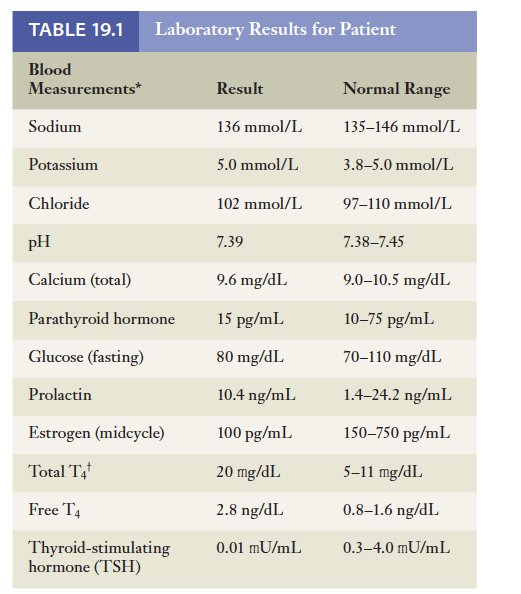 TABLE 19.1 Laboratory Results for Patient
Blood
Measurements* Result Normal Range
Sodium 136 mmol/L 135–146 mmol/L
Potassium 5.0 mmol/L 3.8–5.0 mmol/L
Chloride 102 mmol/L 97–110 mmol/L
pH 7.39 7.38–7.45
Calcium (total) 9.6 mg/dL 9.0–10.5 mg/dL
Parathyroid hormone 15 pg/mL 10–75 pg/mL
Glucose (fasting) 80 mg/dL 70–110 mg/dL
Prolactin 10.4 ng/mL 1.4–24.2 ng/mL
Estrogen (midcycle) 100 pg/mL 150–750 pg/mL
Total T₄† 20 mg/dL 5–11 mg/dL
Free T₄ 2.8 ng/dL 0.8–1.6 ng/dL
Thyroid-stimulating 0.01 mU/mL 0.3–4.0 mU/mL
hormone (TSH)